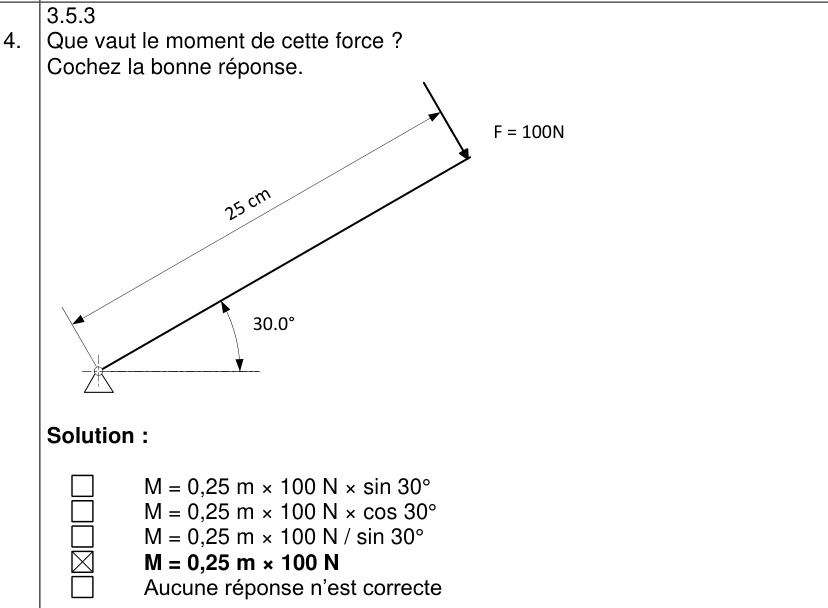 3.5.3
4. Que vaut le moment de cette force ?
Cochez la bonne réponse.
F = 100N
25 cm
30.0°
Solution :
M = 0,25 m × 100 N × sin 30°
M = 0,25 m × 100 N × cos 30°
M = 0,25 m × 100 N / sin 30°
M = 0,25 m × 100 N
Aucune réponse n'est correcte